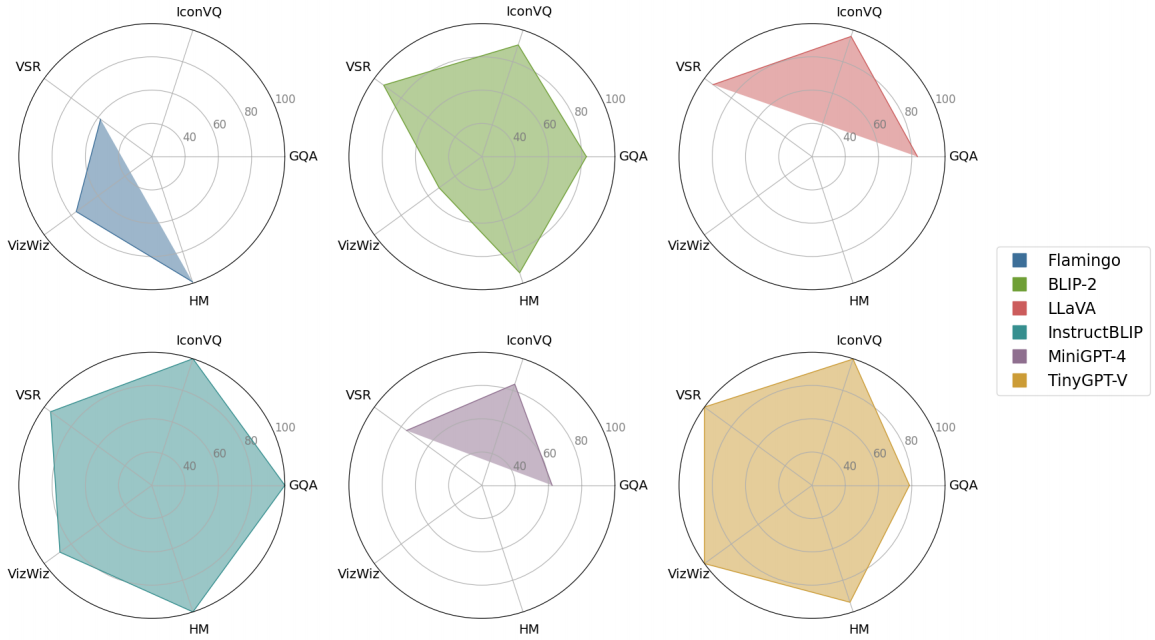 IconVQ
VSR
100
80
60
40
GQA
VizWiz
HM
IconVQ
VSR
100
80
60
40
GQA
VizWiz
HM
IconVQ
VSR
100
80
60
40
GQA
VizWiz
HM
Flamingo
BLIP-2
LLaVA
InstructBLIP
MiniGPT-4
TinyGPT-V
IconVQ
VSR
100
80
60
40
GQA
VizWiz
HM
IconVQ
VSR
100
80
60
40
GQA
VizWiz
HM
IconVQ
VSR
100
80
60
40
GQA
VizWiz
HM